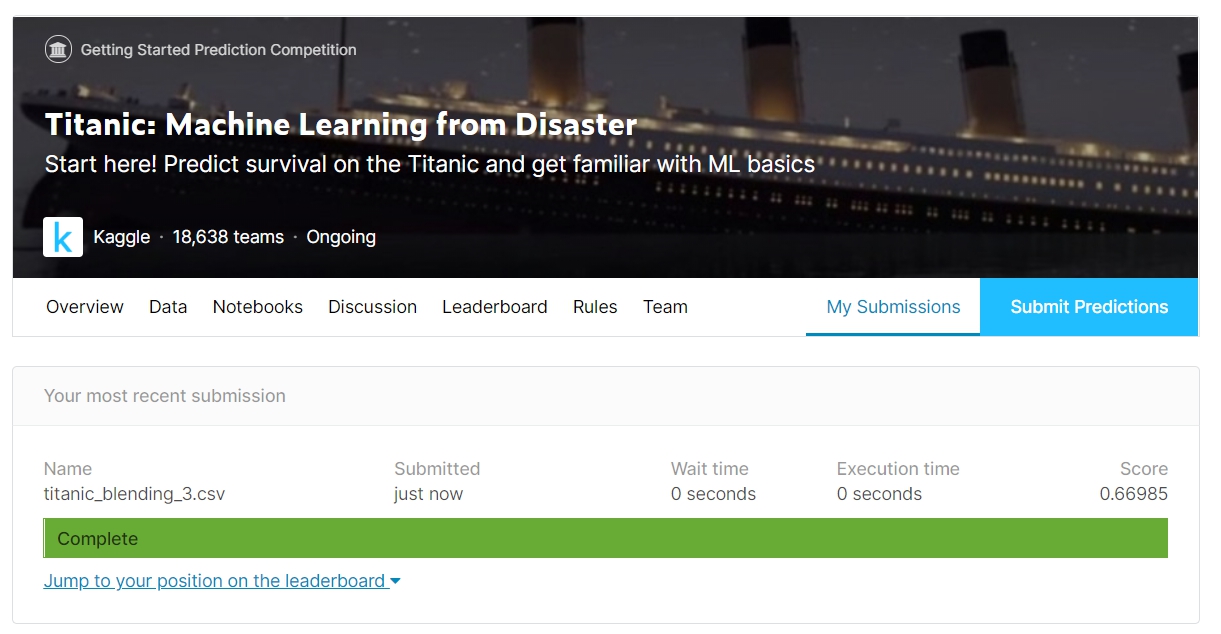 Getting Started Prediction Competition
Titanic: Machine Learning from Disaster
Start here! Predict survival on the Titanic and get familiar with ML basics
k Kaggle · 18,638 teams · Ongoing
Overview Data Notebooks Discussion Leaderboard Rules Team My Submissions Submit Predictions
Your most recent submission
Name Submitted Wait time Execution time Score
titanic_blending_3.csv just now 0 seconds 0 seconds 0.66985
Complete
Jump to your position on the leaderboard